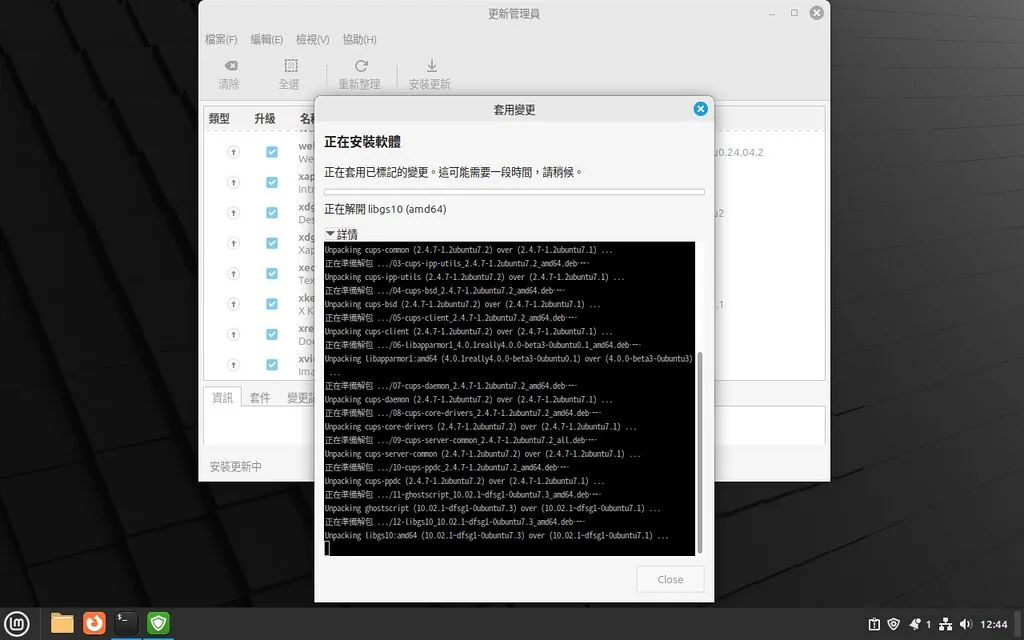 更新管理員
檔案(F) 編輯(E) 檢視(V) 協助(H)
清除 全選 重新整理 安裝更新
類型 升級
套用變更
正在安裝軟體
正在套用已標記的變更。這可能需要一段時間，請稍候。
正在解開 libgs10 (amd64)
詳情
Unpacking cups-common (2.4.7-1.2ubuntu7.2) over (2.4.7-1.2ubuntu7.1) ...
正在準備解包 .../03-cups-ipp-utils_2.4.7-1.2ubuntu7.2_amd64.deb……
Unpacking cups-ipp-utils (2.4.7-1.2ubuntu7.2) over (2.4.7-1.2ubuntu7.1) ...
正在準備解包 .../04-cups-bsd_2.4.7-1.2ubuntu7.2_amd64.deb……
Unpacking cups-bsd (2.4.7-1.2ubuntu7.2) over (2.4.7-1.2ubuntu7.1) ...
正在準備解包 .../05-cups-client_2.4.7-1.2ubuntu7.2_amd64.deb……
Unpacking cups-client (2.4.7-1.2ubuntu7.2) over (2.4.7-1.2ubuntu7.1) ...
正在準備解包 .../06-libapparmor1_4.0.1really4.0.0-beta3-0ubuntu0.1_amd64.deb……
Unpacking libapparmor1:amd64 (4.0.1really4.0.0-beta3-0ubuntu0.1) over (4.0.0-beta3-0ubuntu3)
...
正在準備解包 .../07-cups-daemon_2.4.7-1.2ubuntu7.2_amd64.deb……
Unpacking cups-daemon (2.4.7-1.2ubuntu7.2) over (2.4.7-1.2ubuntu7.1) ...
正在準備解包 .../08-cups-core-drivers_2.4.7-1.2ubuntu7.2_amd64.deb……
Unpacking cups-core-drivers (2.4.7-1.2ubuntu7.2) over (2.4.7-1.2ubuntu7.1) ...
正在準備解包 .../09-cups-server-common_2.4.7-1.2ubuntu7.2_all.deb……
Unpacking cups-server-common (2.4.7-1.2ubuntu7.2) over (2.4.7-1.2ubuntu7.1) ...
正在準備解包 .../10-cups-ppdc_2.4.7-1.2ubuntu7.2_amd64.deb……
Unpacking cups-ppdc (2.4.7-1.2ubuntu7.2) over (2.4.7-1.2ubuntu7.1) ...
正在準備解包 .../11-ghostscript_10.02.1~dfsg1-0ubuntu7.3_amd64.deb……
Unpacking ghostscript (10.02.1~dfsg1-0ubuntu7.3) over (10.02.1~dfsg1-0ubuntu7.1) ...
正在準備解包 .../12-libgs10_10.02.1~dfsg1-0ubuntu7.3_amd64.deb……
Unpacking libgs10:amd64 (10.02.1~dfsg1-0ubuntu7.3) over (10.02.1~dfsg1-0ubuntu7.1) ...
Close
資訊 套件
安裝更新中
1 12:44